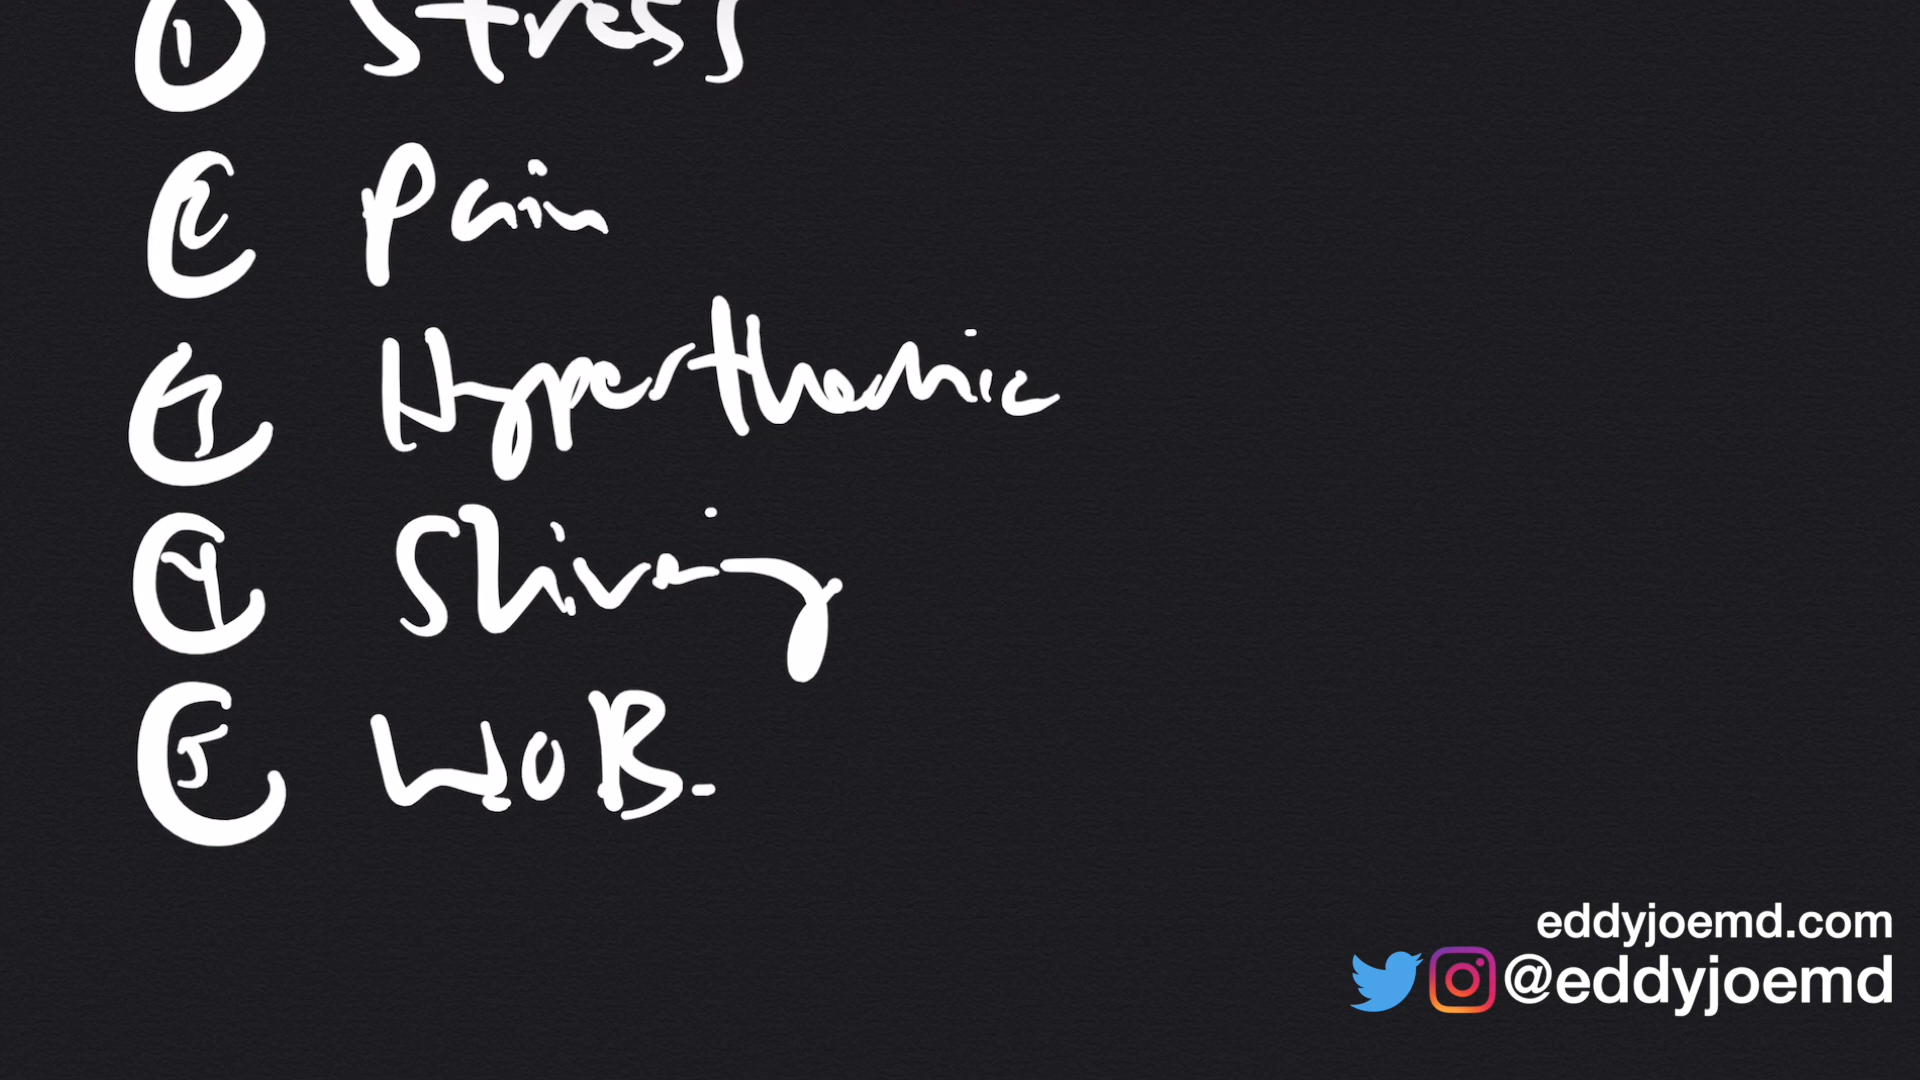 1 Stress
2 Pain
3 Hyperthermic
4 Shivering
5 WOB.
eddyjoemd.com
@eddyjoemd